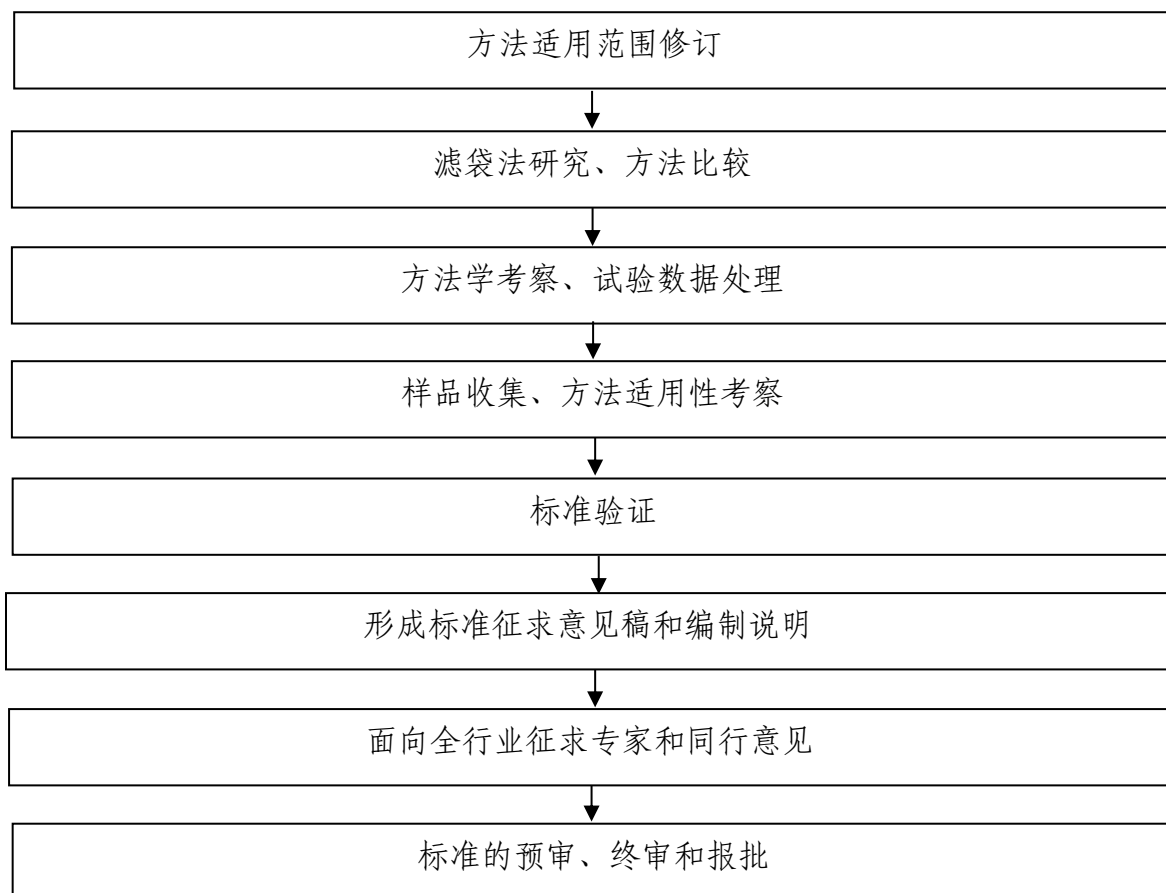 方法适用范围修订
滤袋法研究、方法比较
方法学考察、试验数据处理
样品收集、方法适用性考察
标准验证
形成标准征求意见稿和编制说明
面向全行业征求专家和同行意见
标准的预审、终审和报批